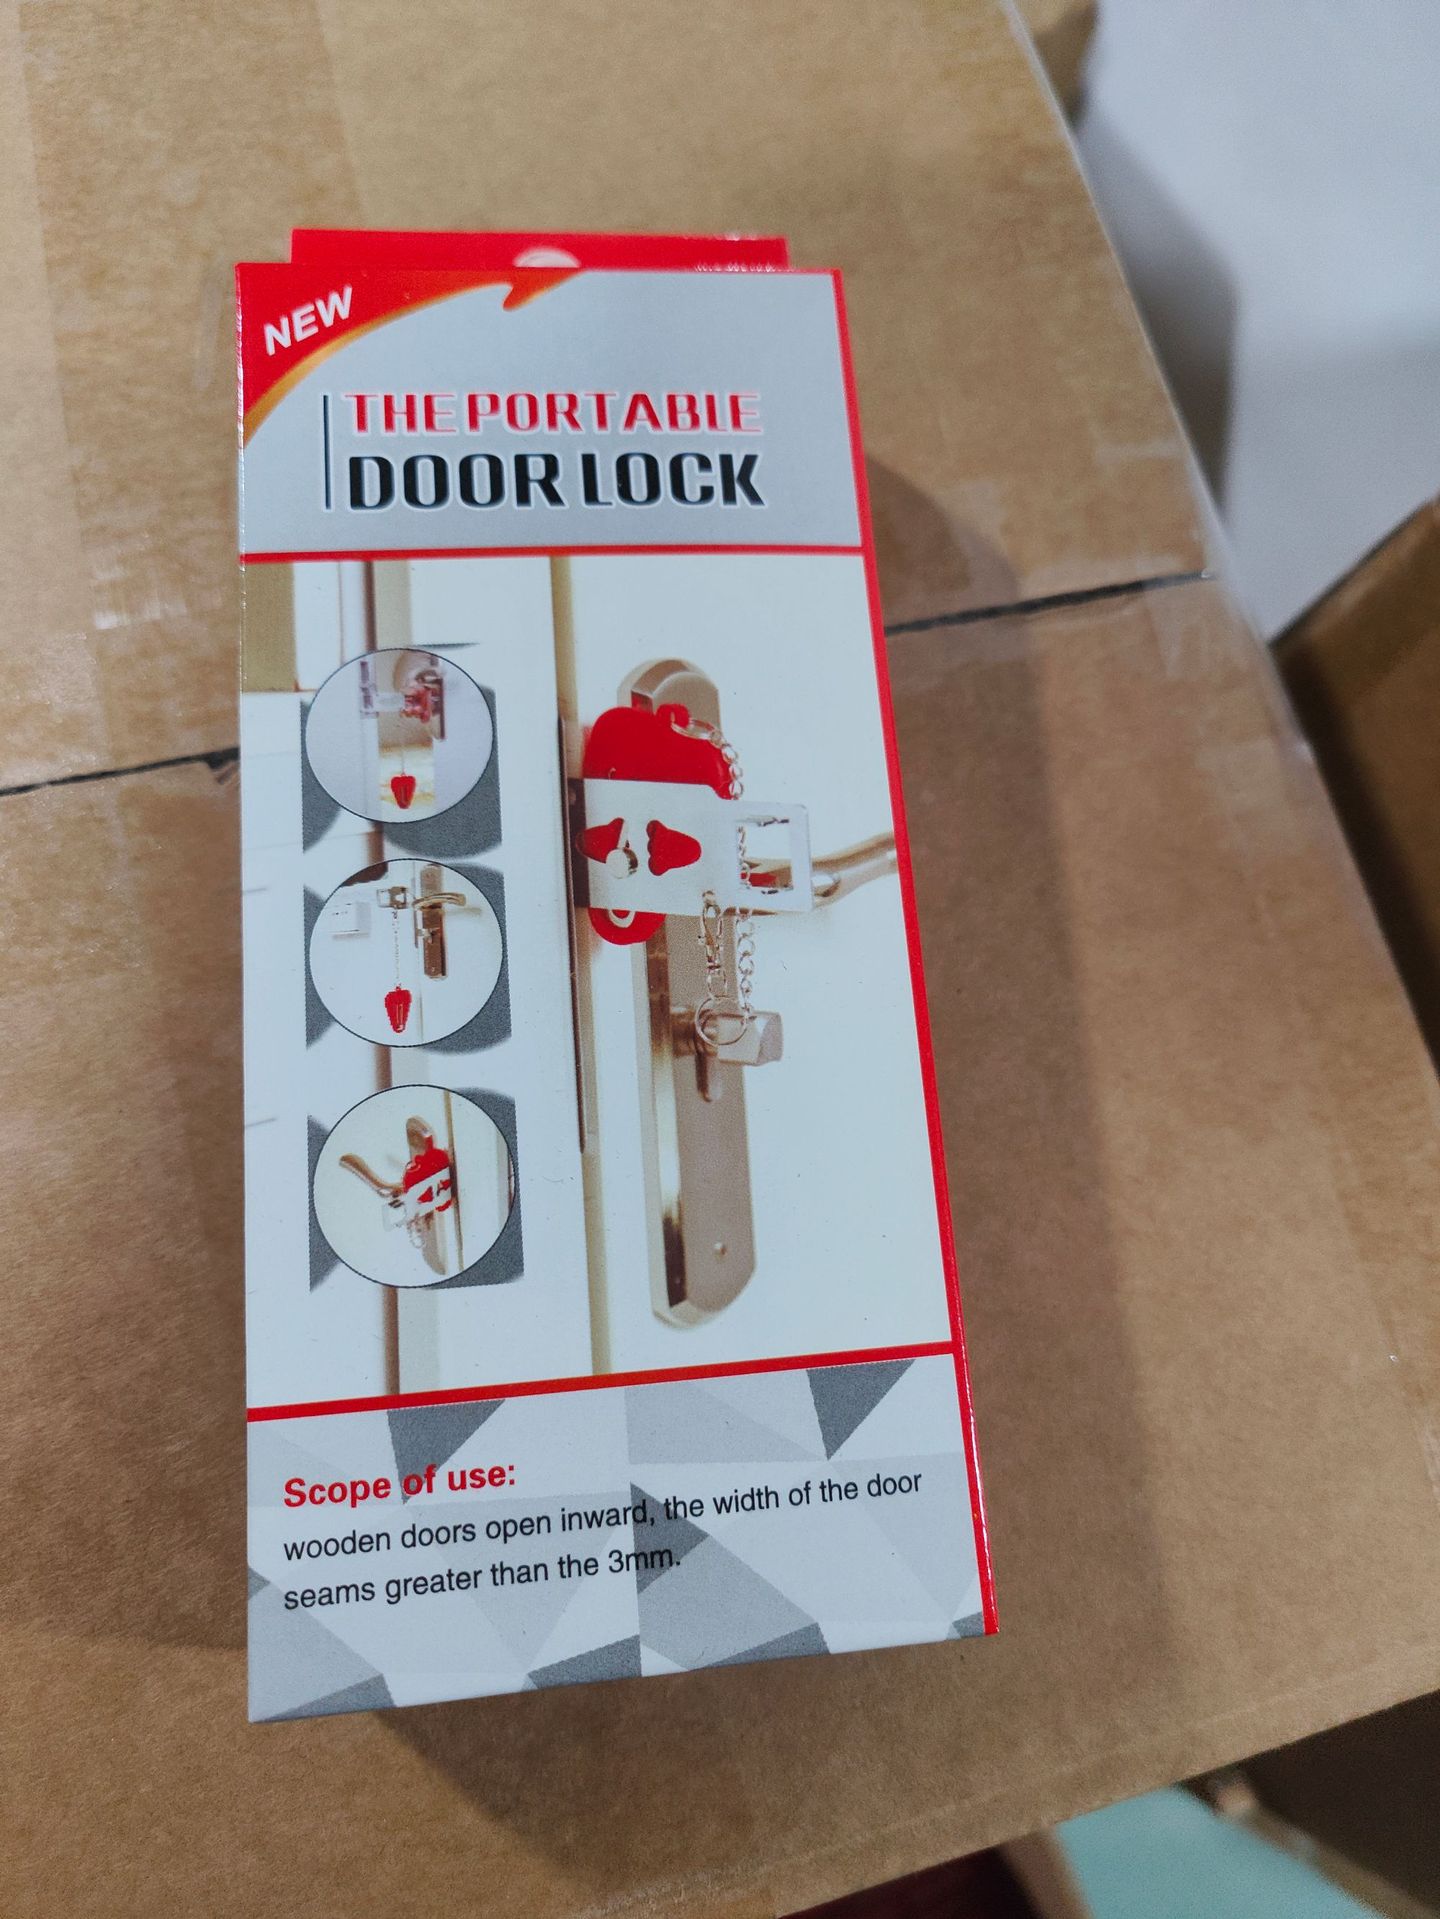 NEW
THE PORTABLE
DOOR LOCK
Scope of use:
wooden doors open inward, the width of the door
seams greater than the 3mm.